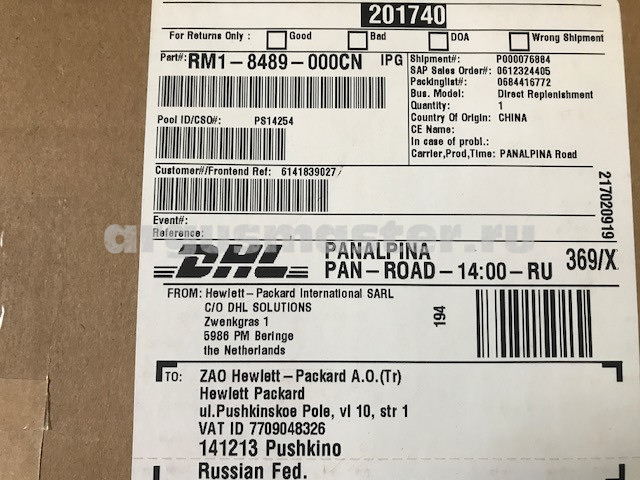 201740
For Returns Only : Good Bad DOA Wrong Shipment
Part#: RM1-8489-000CN IPG
Shipment#: P000076884
SAP Sales Order#: 0612324405
Packinglist#: 0684416772
Bus. Model: Direct Replenishment
Quantity: 1
Country Of Origin: CHINA
CE Name:
In case of probl.:
Carrier,Prod,Time: PANALPINA Road
Pool ID/CSO#: PS14254
Customer#/Frontend Ref: 6141839027/
Event#:
Reference:
217020919
argusmaster.ru
DHL
PANALPINA
PAN-ROAD-14:00-RU
369/X
FROM: Hewlett-Packard International SARL
C/O DHL SOLUTIONS
Zwenkgras 1
5986 PM Beringe
the Netherlands
194
TO: ZAO Hewlett-Packard A.O.(Tr)
Hewlett Packard
ul.Pushkinskoe Pole, vl 10, str 1
VAT ID 7709048326
141213 Pushkino
Russian Fed.